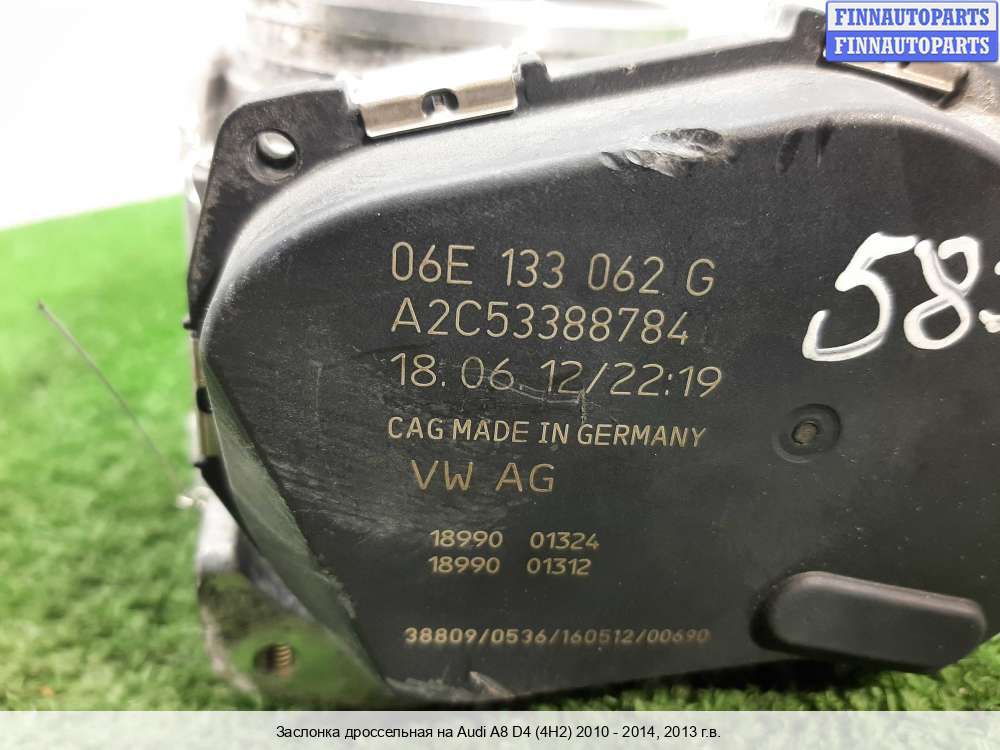 FINNAUTOPARTS
FINNAUTOPARTS
06E 133 062 G
A2C53388784
18.06.12/22:19
CAG MADE IN GERMANY
VW AG
18990 01324
18990 01312
38809/0536/160512/00690
Заслонка дроссельная на Audi A8 D4 (4H2) 2010 - 2014, 2013 г.в.